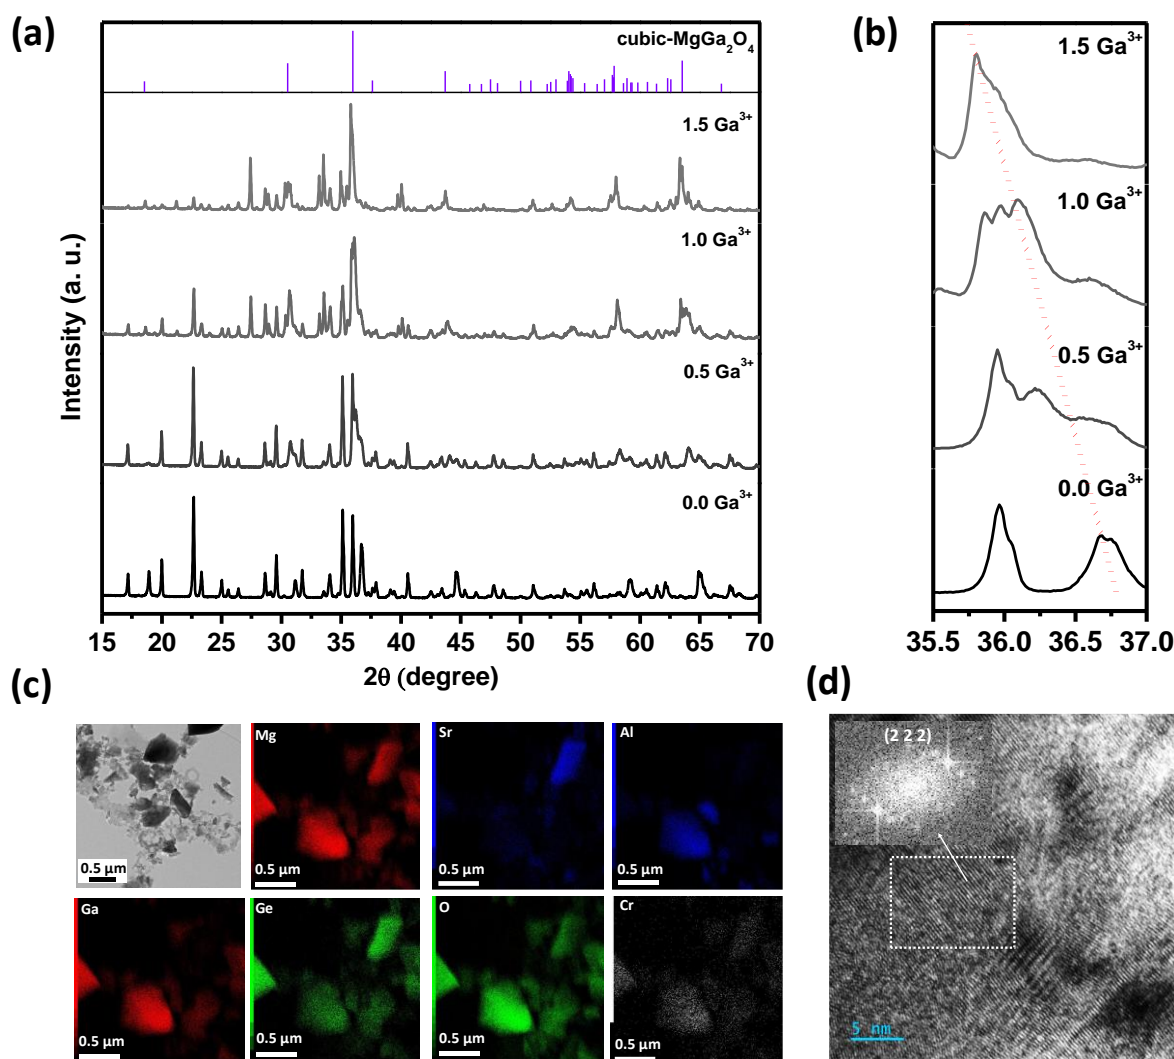 (a)
cubic-MgGa₂O₄
1.5 Ga³⁺
1.0 Ga³⁺
0.5 Ga³⁺
0.0 Ga³⁺
Intensity (a. u.)
15 20 25 30 35 40 45 50 55 60 65 70
2θ (degree)
(b)
1.5 Ga³⁺
1.0 Ga³⁺
0.5 Ga³⁺
0.0 Ga³⁺
35.5 36.0 36.5 37.0
(c)
0.5 µm
Mg
0.5 µm
Sr
0.5 µm
Al
0.5 µm
Ga
0.5 µm
Ge
0.5 µm
O
0.5 µm
Cr
0.5 µm
(d)
(2 2 2)
5 nm